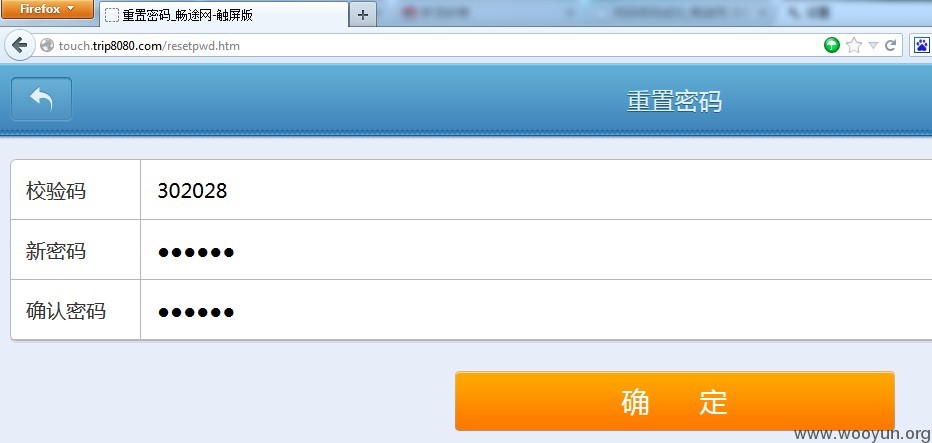 Firefox
重置密码_畅途网-触屏版
touch.trip8080.com/resetpwd.htm
重置密码
校验码 302028
新密码 ●●●●●●
确认密码 ●●●●●●
确 定
www.wooyun.org